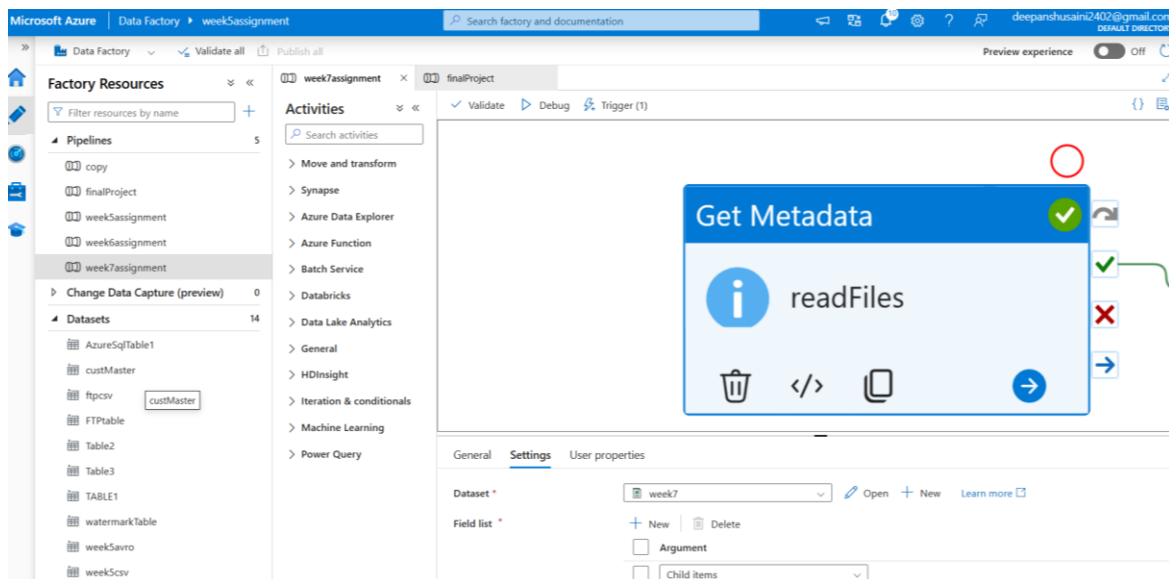 Microsoft Azure Data Factory week5assignment Search factory and documentation 10 deepanshusaini2402@gmail.com
DEFAULT DIRECTOR
Data Factory Validate all Publish all Preview experience Off
Factory Resources
Filter resources by name
Pipelines 5
copy
finalProject
week5assignment
week6assignment
week7assignment
Change Data Capture (preview) 0
Datasets 14
AzureSqlTable1
custMaster
ftpcsv
custMaster
FTPtable
Table2
Table3
TABLE1
watermarkTable
week5avro
week5csv
week7assignment finalProject
Activities
Search activities
Move and transform
Synapse
Azure Data Explorer
Azure Function
Batch Service
Databricks
Data Lake Analytics
General
HDInsight
Iteration & conditionals
Machine Learning
Power Query
Validate Debug Trigger (1)
Get Metadata
readFiles
General Settings User properties
Dataset * week7 Open New Learn more
Field list * New Delete
Argument
Child items